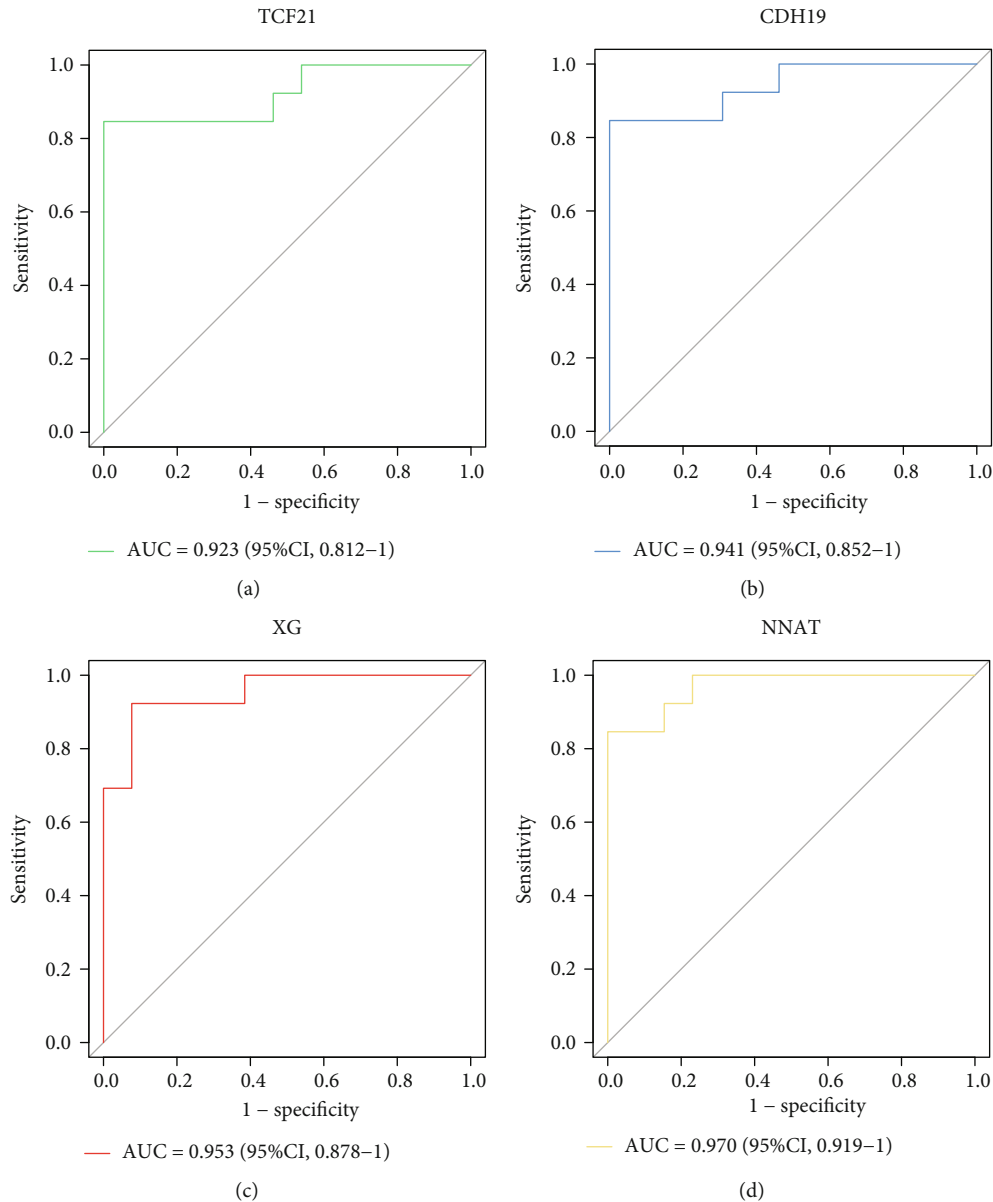 TCF21
1.0
0.8
0.6
0.4
0.2
0.0
Sensitivity
0.0 0.2 0.4 0.6 0.8 1.0
1 − specificity
AUC = 0.923 (95%CI, 0.812−1)
(a)
CDH19
1.0
0.8
0.6
0.4
0.2
0.0
Sensitivity
0.0 0.2 0.4 0.6 0.8 1.0
1 − specificity
AUC = 0.941 (95%CI, 0.852−1)
(b)
XG
1.0
0.8
0.6
0.4
0.2
0.0
Sensitivity
0.0 0.2 0.4 0.6 0.8 1.0
1 − specificity
AUC = 0.953 (95%CI, 0.878−1)
(c)
NNAT
1.0
0.8
0.6
0.4
0.2
0.0
Sensitivity
0.0 0.2 0.4 0.6 0.8 1.0
1 − specificity
AUC = 0.970 (95%CI, 0.919−1)
(d)